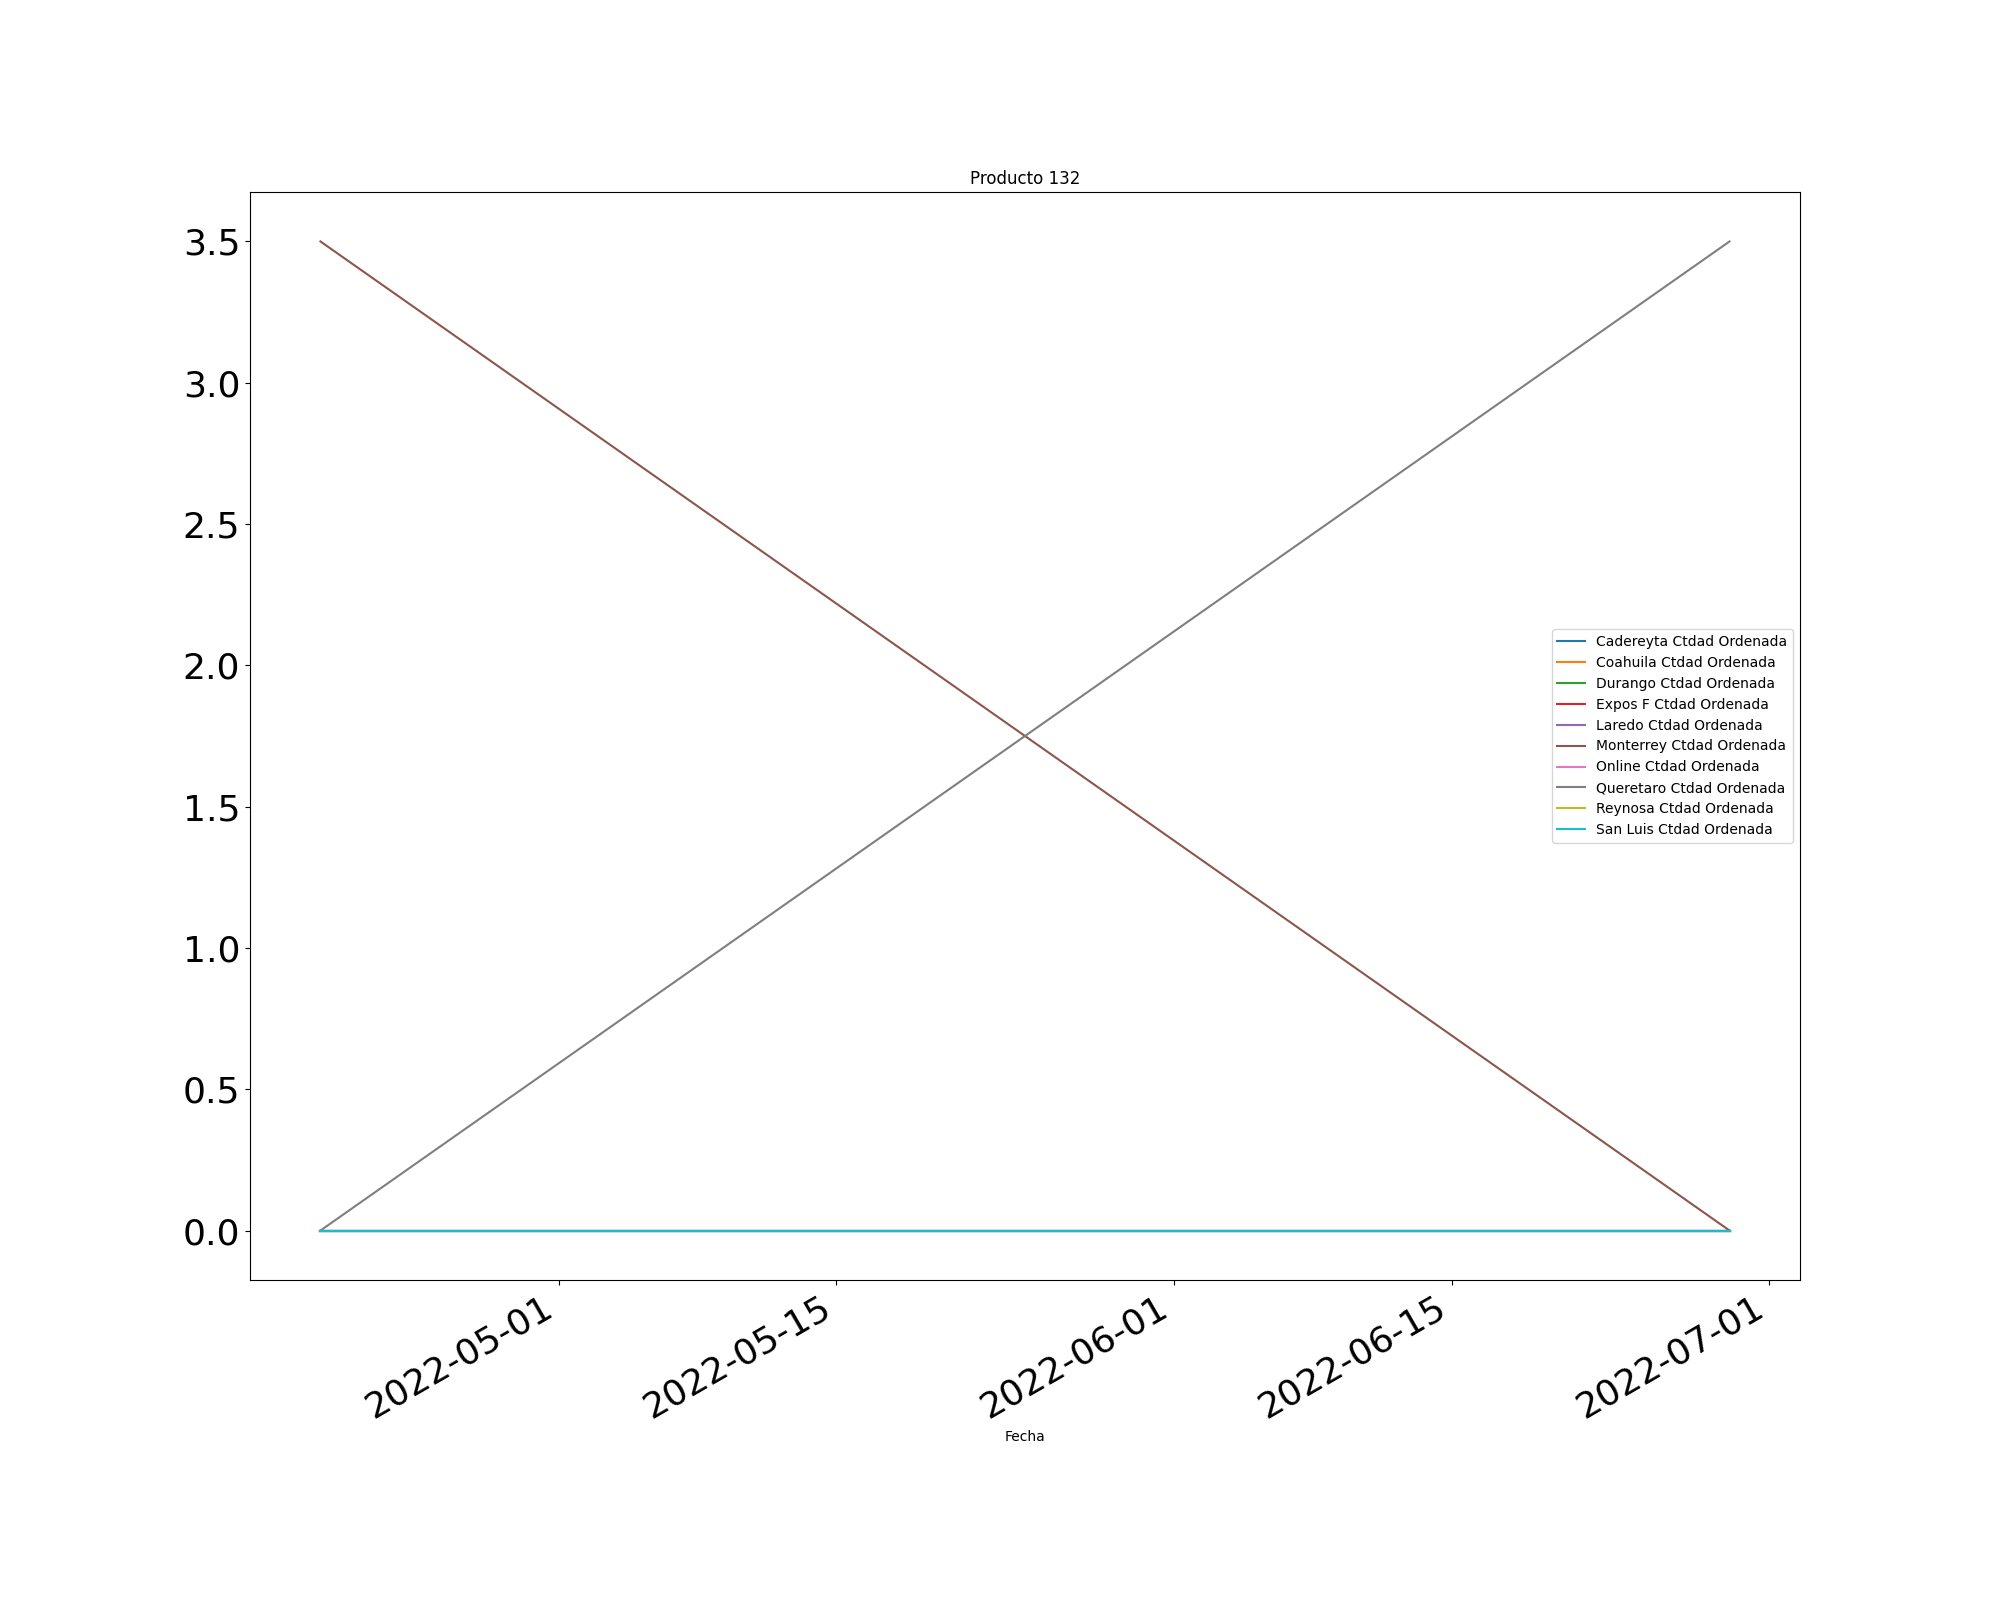 Producto 132
3.5
3.0
2.5
2.0
1.5
1.0
0.5
0.0
Cadereyta Ctdad Ordenada
Coahuila Ctdad Ordenada
Durango Ctdad Ordenada
Expos F Ctdad Ordenada
Laredo Ctdad Ordenada
Monterrey Ctdad Ordenada
Online Ctdad Ordenada
Queretaro Ctdad Ordenada
Reynosa Ctdad Ordenada
San Luis Ctdad Ordenada
2022-05-01
2022-05-15
2022-06-01
2022-06-15
2022-07-01
Fecha